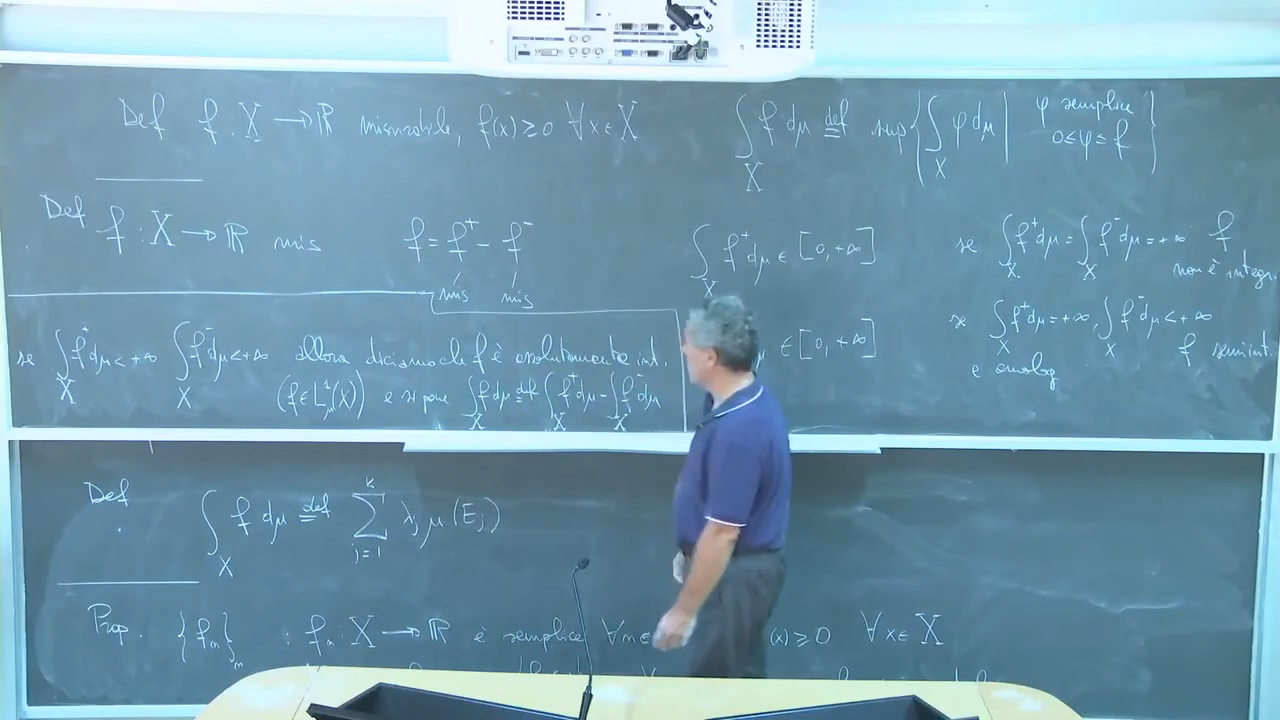 Def f : X → ℝ misurabile, f(x) ≥ 0 ∀x∈X ∫_X f dμ =def sup { ∫_X φ dμ | φ semplice 0≤φ≤f }
Def f : X → ℝ mis f = f⁺ - f⁻ ∫_X f⁺dμ ∈ [0,+∞]
mis mis
se ∫_X f⁺dμ = ∫_X f⁻dμ = +∞ f non è integr.
se ∫_X f⁺dμ < +∞ ∫_X f⁻dμ < +∞ allora diciamo che f è assolutamente int.
(f∈L¹_μ(X)) e si pone ∫_X f dμ =def ∫_X f⁺dμ - ∫_X f⁻dμ
∈ [0,+∞]
se ∫_X f⁺dμ = +∞, ∫_X f⁻dμ < +∞ f semiint.
e analog
Def ∫_X f dμ =def ∑_{j=1}^{k} λ_j μ(E_j)
Prop. {f_n}_n : f_n : X → ℝ è semplice ∀n∈ (x) ≥ 0 ∀x∈X